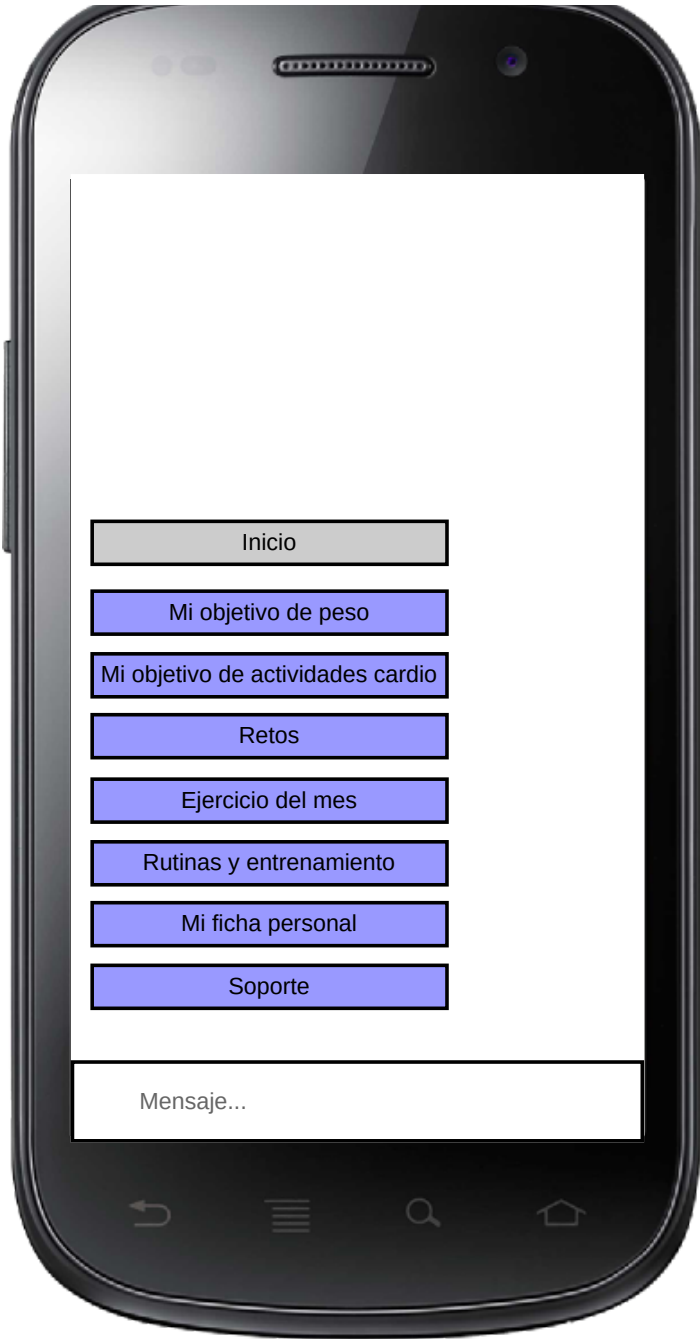 Inicio
Mi objetivo de peso
Mi objetivo de actividades cardio
Retos
Ejercicio del mes
Rutinas y entrenamiento
Mi ficha personal
Soporte
Mensaje...